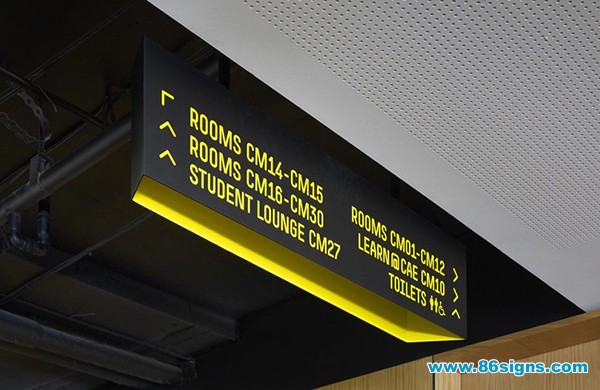 ROOMS CM14-CM15
ROOMS CM16-CM30
STUDENT LOUNGE CM27
ROOMS CM01-CM12
LEARN@CAE CM10
TOILETS
www.86signs.com